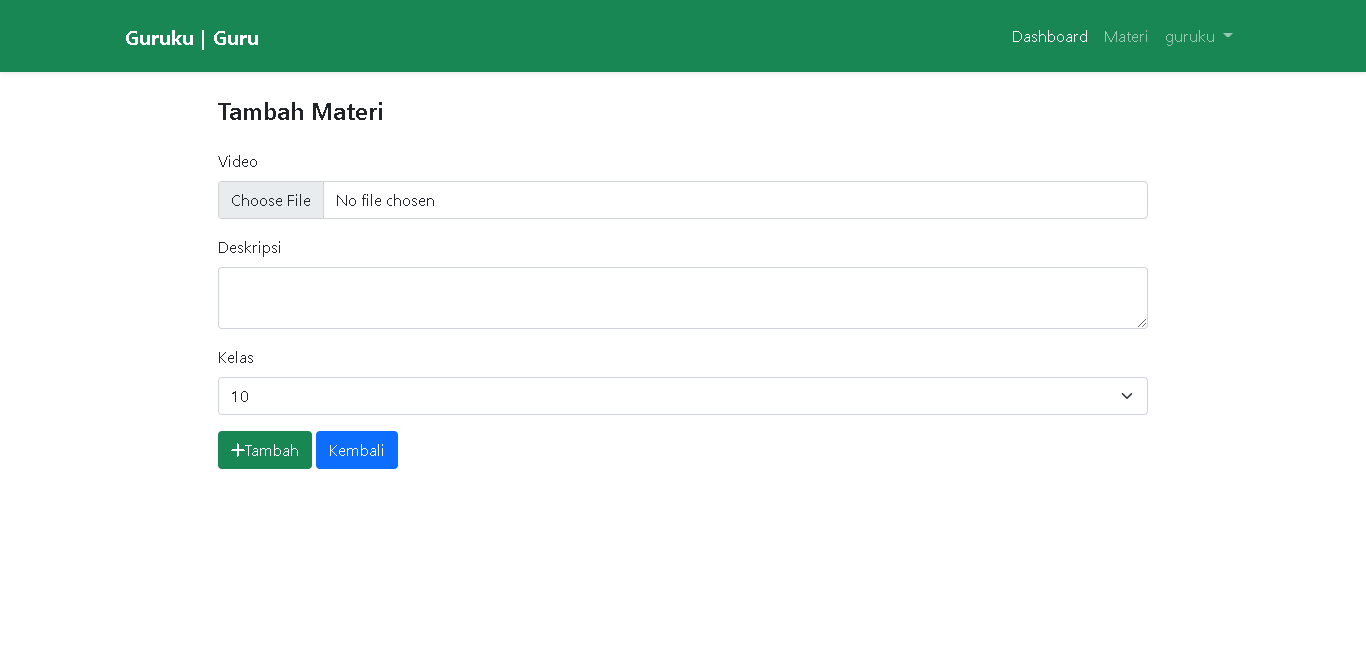 Guruku | Guru
Dashboard Materi guruku
Tambah Materi
Video
Choose File No file chosen
Deskripsi
Kelas
10
+Tambah Kembali